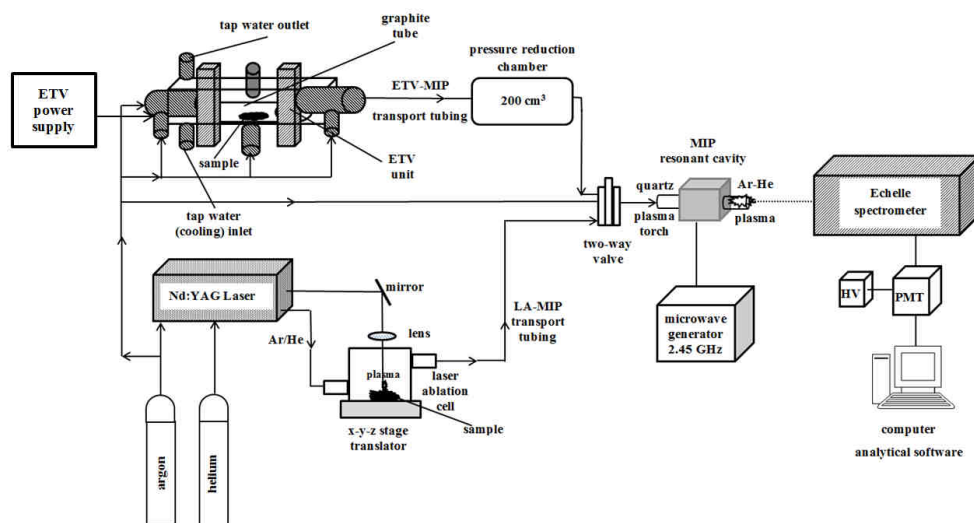 tap water outlet
graphite
tube
ETV
power
supply
ETV-MIP
transport tubing
pressure reduction
chamber
200 cm³
sample
ETV
unit
tap water
(cooling) inlet
MIP
resonant cavity
quartz
plasma
torch
Ar-He
plasma
Echelle
spectrometer
two-way
valve
Nd:YAG Laser
mirror
Ar/He
lens
plasma
LA-MIP
transport
tubing
laser
ablation
cell
sample
x-y-z stage
translator
microwave
generator
2.45 GHz
HV
PMT
computer
analytical software
argon
helium